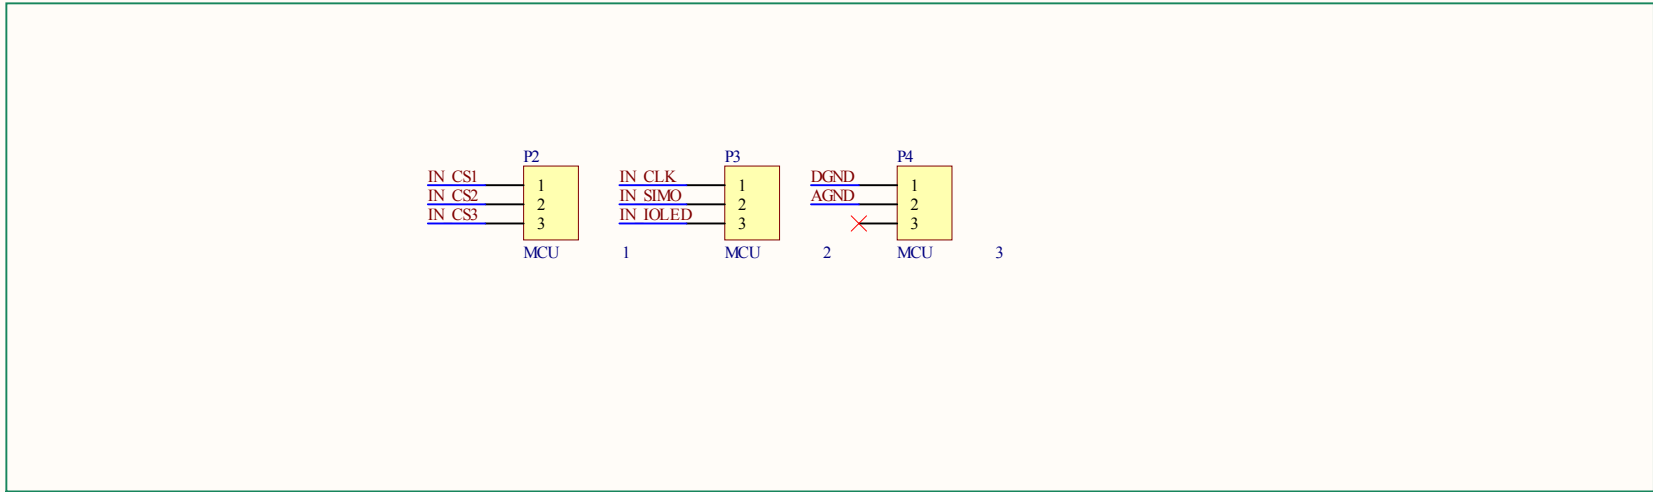 P2 P3 P4
IN CS1 1 IN CLK 1 DGND 1
IN CS2 2 IN SIMO 2 AGND 2
IN CS3 3 IN IOLED 3 3
MCU 1 MCU 2 MCU 3